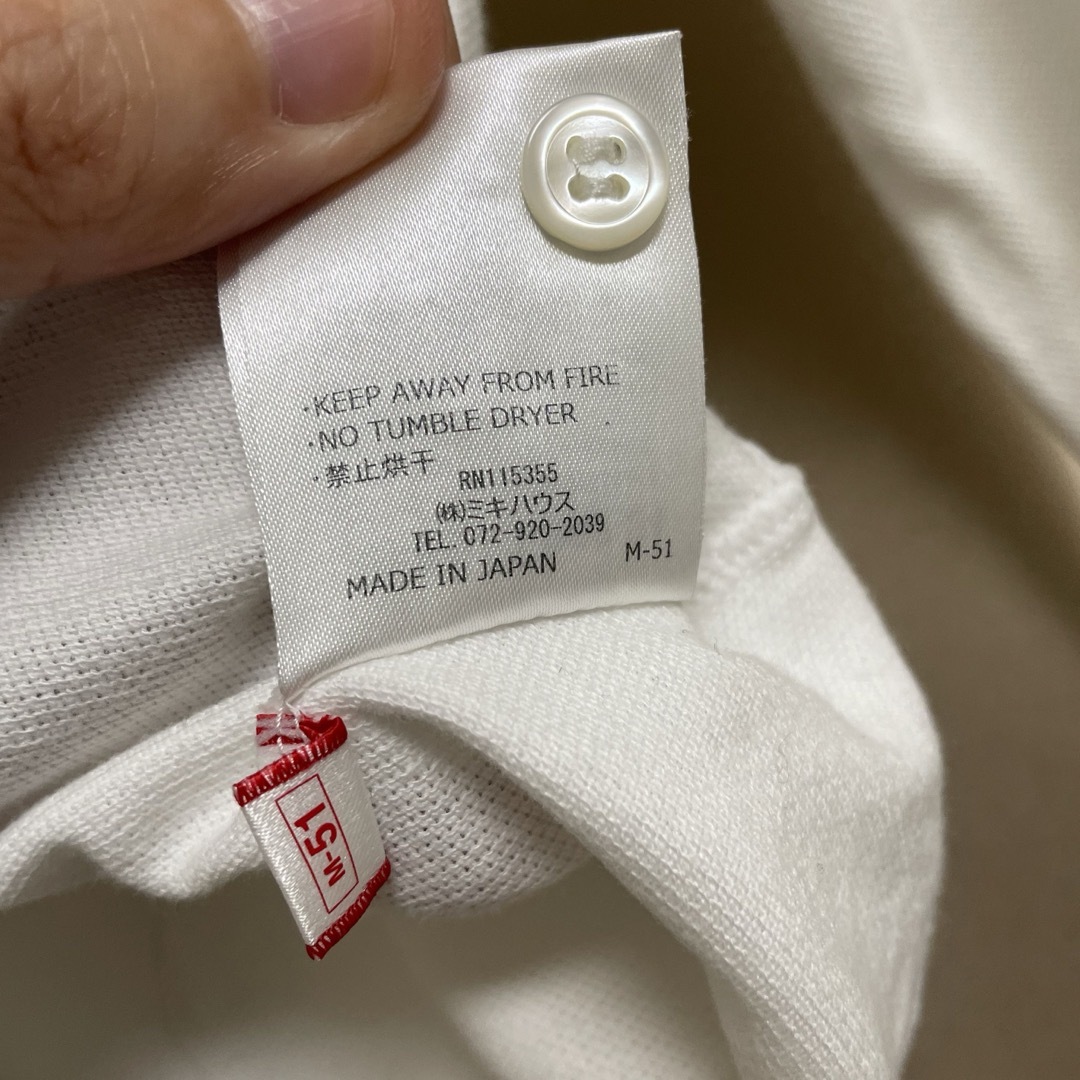 ·KEEP AWAY FROM FIRE
·NO TUMBLE DRYER
·禁止烘干
RN115355
㈱ミキハウス
TEL.072-920-2039
MADE IN JAPAN
M-51
M-51